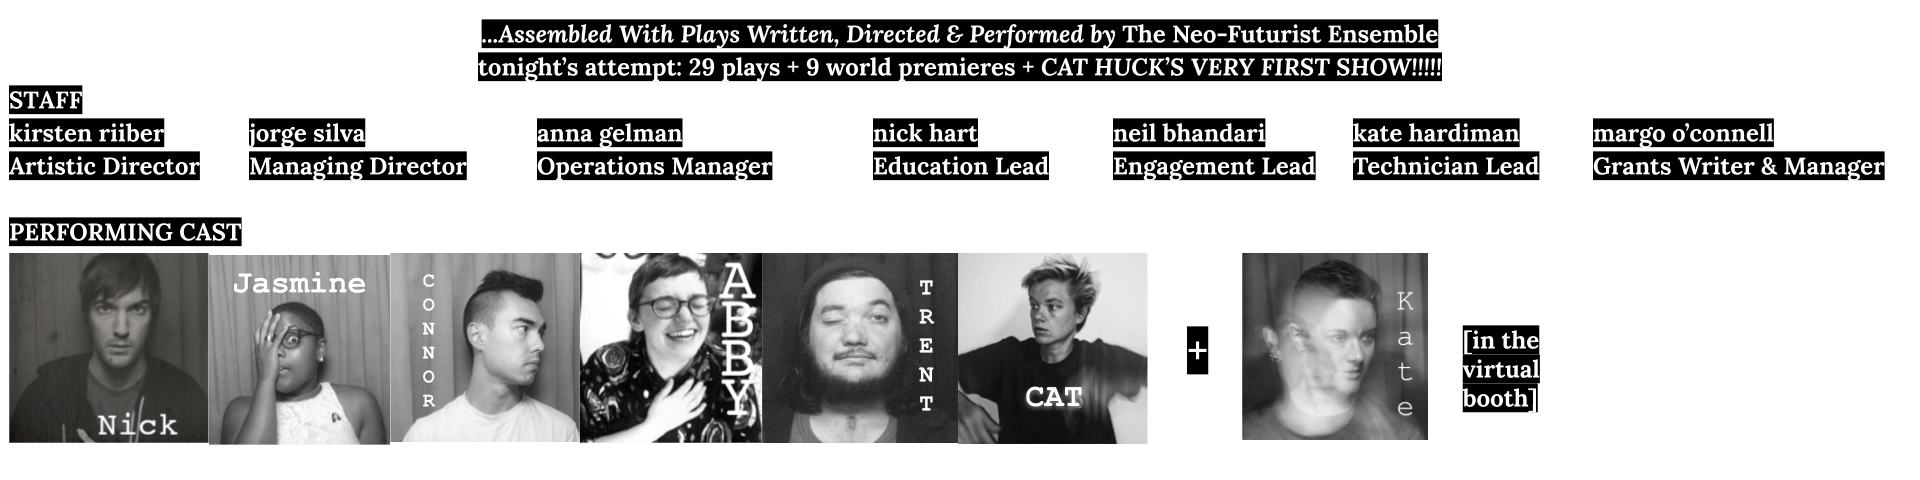 ...Assembled With Plays Written, Directed & Performed by The Neo-Futurist Ensemble
tonight's attempt: 29 plays + 9 world premieres + CAT HUCK'S VERY FIRST SHOW!!!!!
STAFF
kirsten riiber jorge silva anna gelman nick hart neil bhandari kate hardiman margo o'connell
Artistic Director Managing Director Operations Manager Education Lead Engagement Lead Technician Lead Grants Writer & Manager
PERFORMING CAST
Nick
Jasmine
CONNOR
ABBY
TRENT
CAT
+
Kate
[in the
virtual
booth]